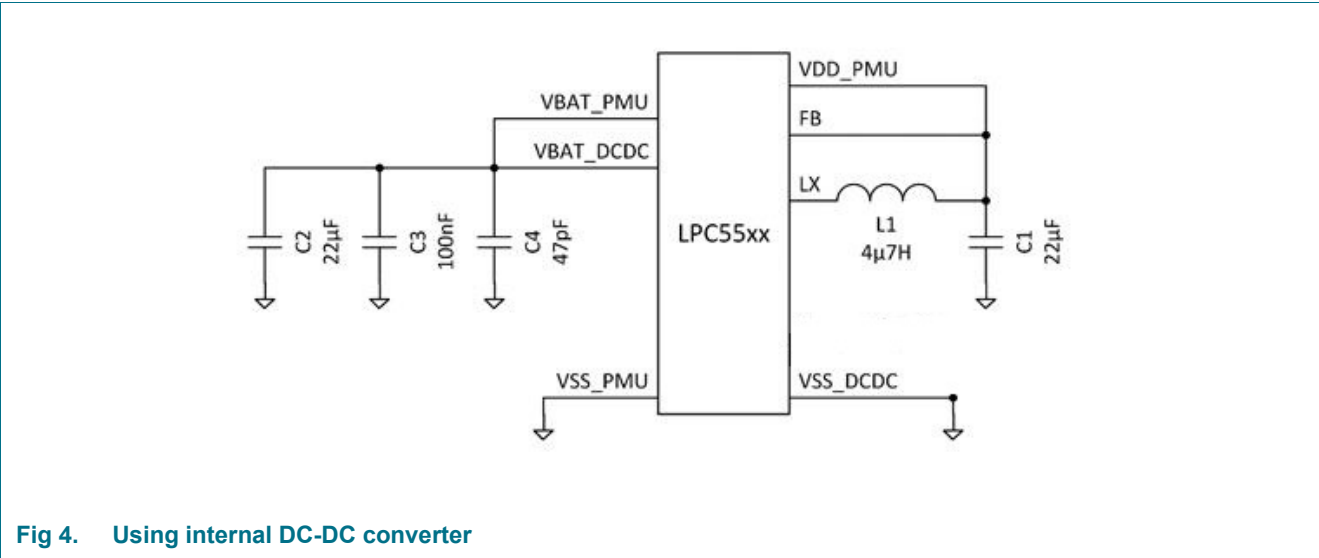 VDD_PMU
VBAT_PMU
FB
VBAT_DCDC
LX
LPC55xx
L1
4µ7H
C2
22µF
C3
100nF
C4
47pF
C1
22µF
VSS_PMU
VSS_DCDC
Fig 4. Using internal DC-DC converter